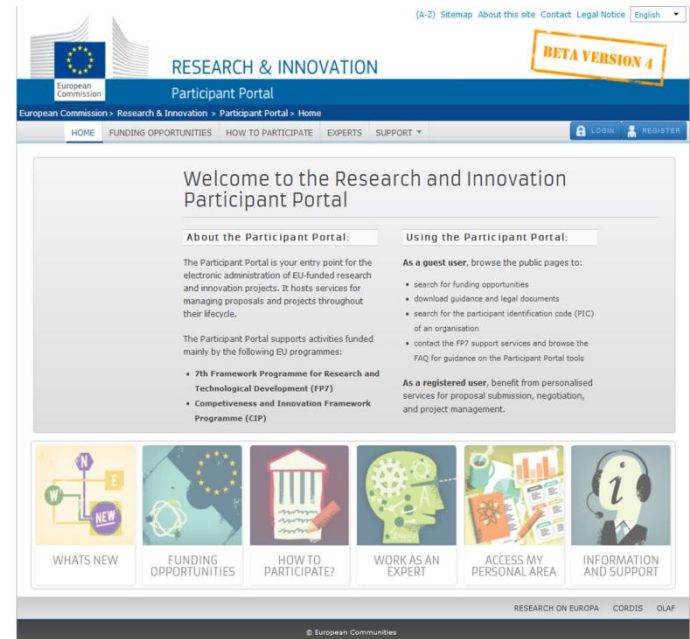 (A-Z) Sitemap About this site Contact Legal Notice English
BETA VERSION 4
European
Commission
RESEARCH & INNOVATION
Participant Portal
European Commission > Research & Innovation > Participant Portal > Home
HOME FUNDING OPPORTUNITIES HOW TO PARTICIPATE EXPERTS SUPPORT LOGIN REGISTER
Welcome to the Research and Innovation
Participant Portal
About the Participant Portal:
The Participant Portal is your entry point for the
electronic administration of EU-funded research
and innovation projects. It hosts services for
managing proposals and projects throughout
their lifecycle.
The Participant Portal supports activities funded
mainly by the following EU programmes:
• 7th Framework Programme for Research and
Technological Development (FP7)
• Competiveness and Innovation Framework
Programme (CIP)
Using the Participant Portal:
As a guest user, browse the public pages to:
• search for funding opportunities
• download guidance and legal documents
• search for the participant identification code (PIC)
of an organisation
• contact the FP7 support services and browse the
FAQ for guidance on the Participant Portal tools
As a registered user, benefit from personalised
services for proposal submission, negotiation,
and project management.
N
E
W
NEW
i
WHATS NEW
FUNDING
OPPORTUNITIES
HOW TO
PARTICIPATE?
WORK AS AN
EXPERT
ACCESS MY
PERSONAL AREA
INFORMATION
AND SUPPORT
RESEARCH ON EUROPA CORDIS OLAF
© European Communities